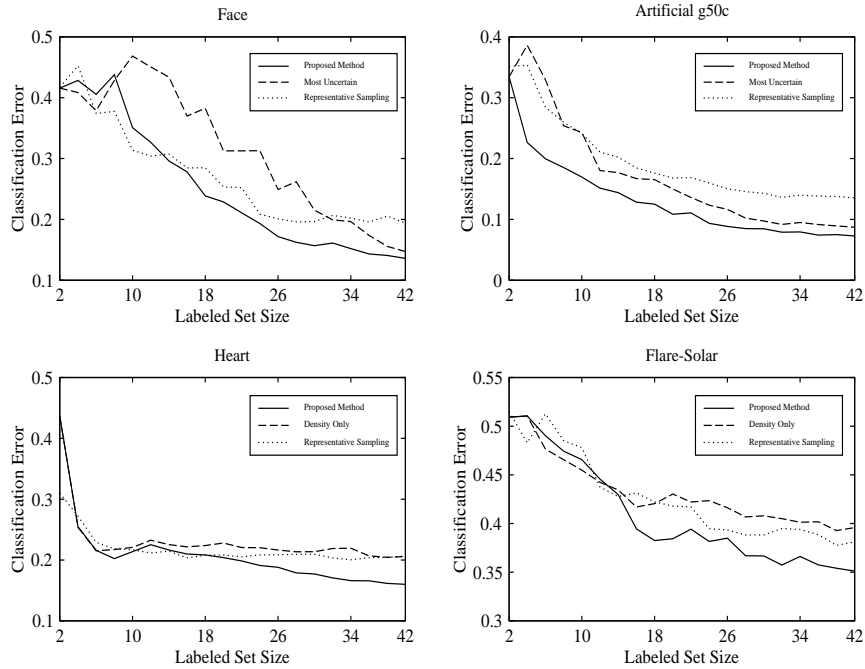 Face
0.5
0.4
0.3
0.2
0.1
Classification Error
2 10 18 26 34 42
Labeled Set Size
Proposed Method
Most Uncertain
Representative Sampling
Artificial g50c
0.4
0.3
0.2
0.1
0
Classification Error
2 10 18 26 34 42
Labeled Set Size
Proposed Method
Most Uncertain
Representative Sampling
Heart
0.5
0.4
0.3
0.2
0.1
Classification Error
2 10 18 26 34 42
Labeled Set Size
Proposed Method
Density Only
Representative Sampling
Flare-Solar
0.55
0.5
0.45
0.4
0.35
0.3
Classification Error
2 10 18 26 34 42
Labeled Set Size
Proposed Method
Density Only
Representative Sampling